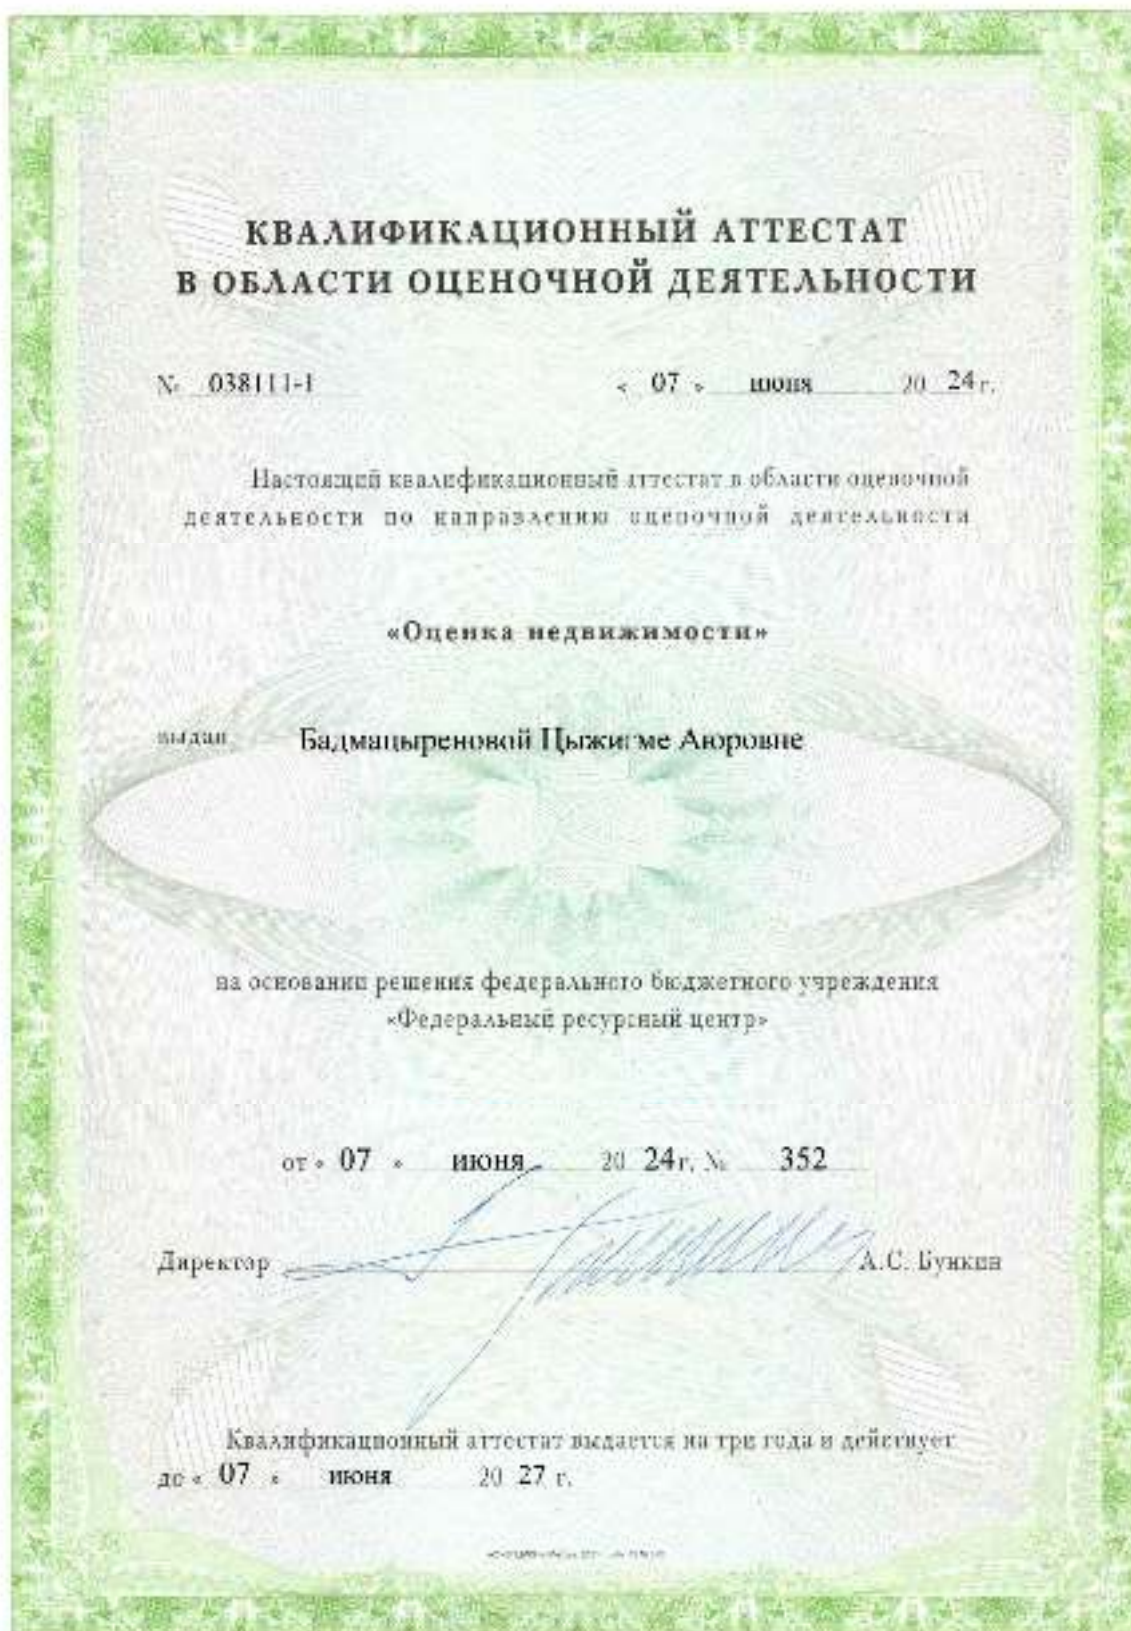 КВАЛИФИКАЦИОННЫЙ АТТЕСТАТ
В ОБЛАСТИ ОЦЕНОЧНОЙ ДЕЯТЕЛЬНОСТИ
№ 038111-1 « 07 » июня 20 24 г.
Настоящий квалификационный аттестат в области оценочной
деятельности по направлению оценочной деятельности
«Оценка недвижимости»
выдан Бадмацыреновой Цыжигме Аюровне
на основании решения федерального бюджетного учреждения
«Федеральный ресурсный центр»
от « 07 » июня 20 24 г. № 352
Директор А.С. Бункин
Квалификационный аттестат выдается на три года и действует
до « 07 » июня 20 27 г.